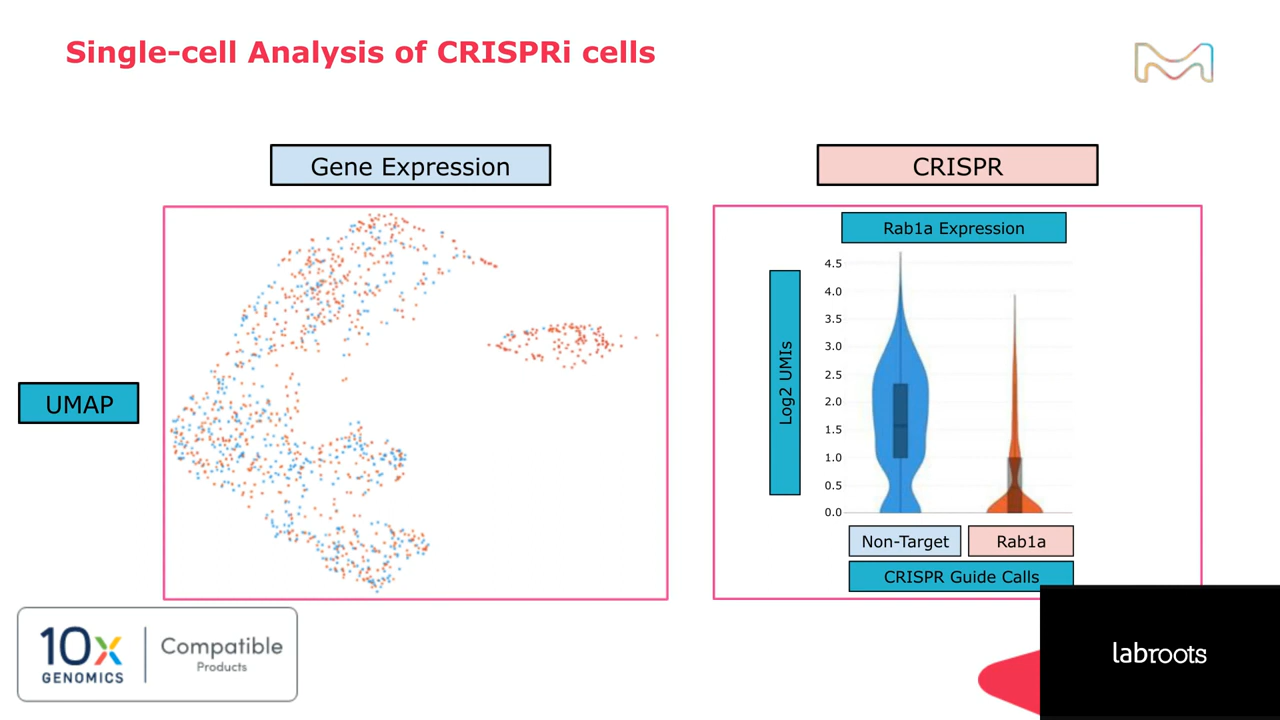 Single-cell Analysis of CRISPRi cells
Gene Expression
CRISPR
UMAP
Rab1a Expression
Log2 UMIs
4.5
4.0
3.5
3.0
2.5
2.0
1.5
1.0
0.5
0.0
Non-Target
Rab1a
CRISPR Guide Calls
10x
GENOMICS
Compatible
Products
labroots